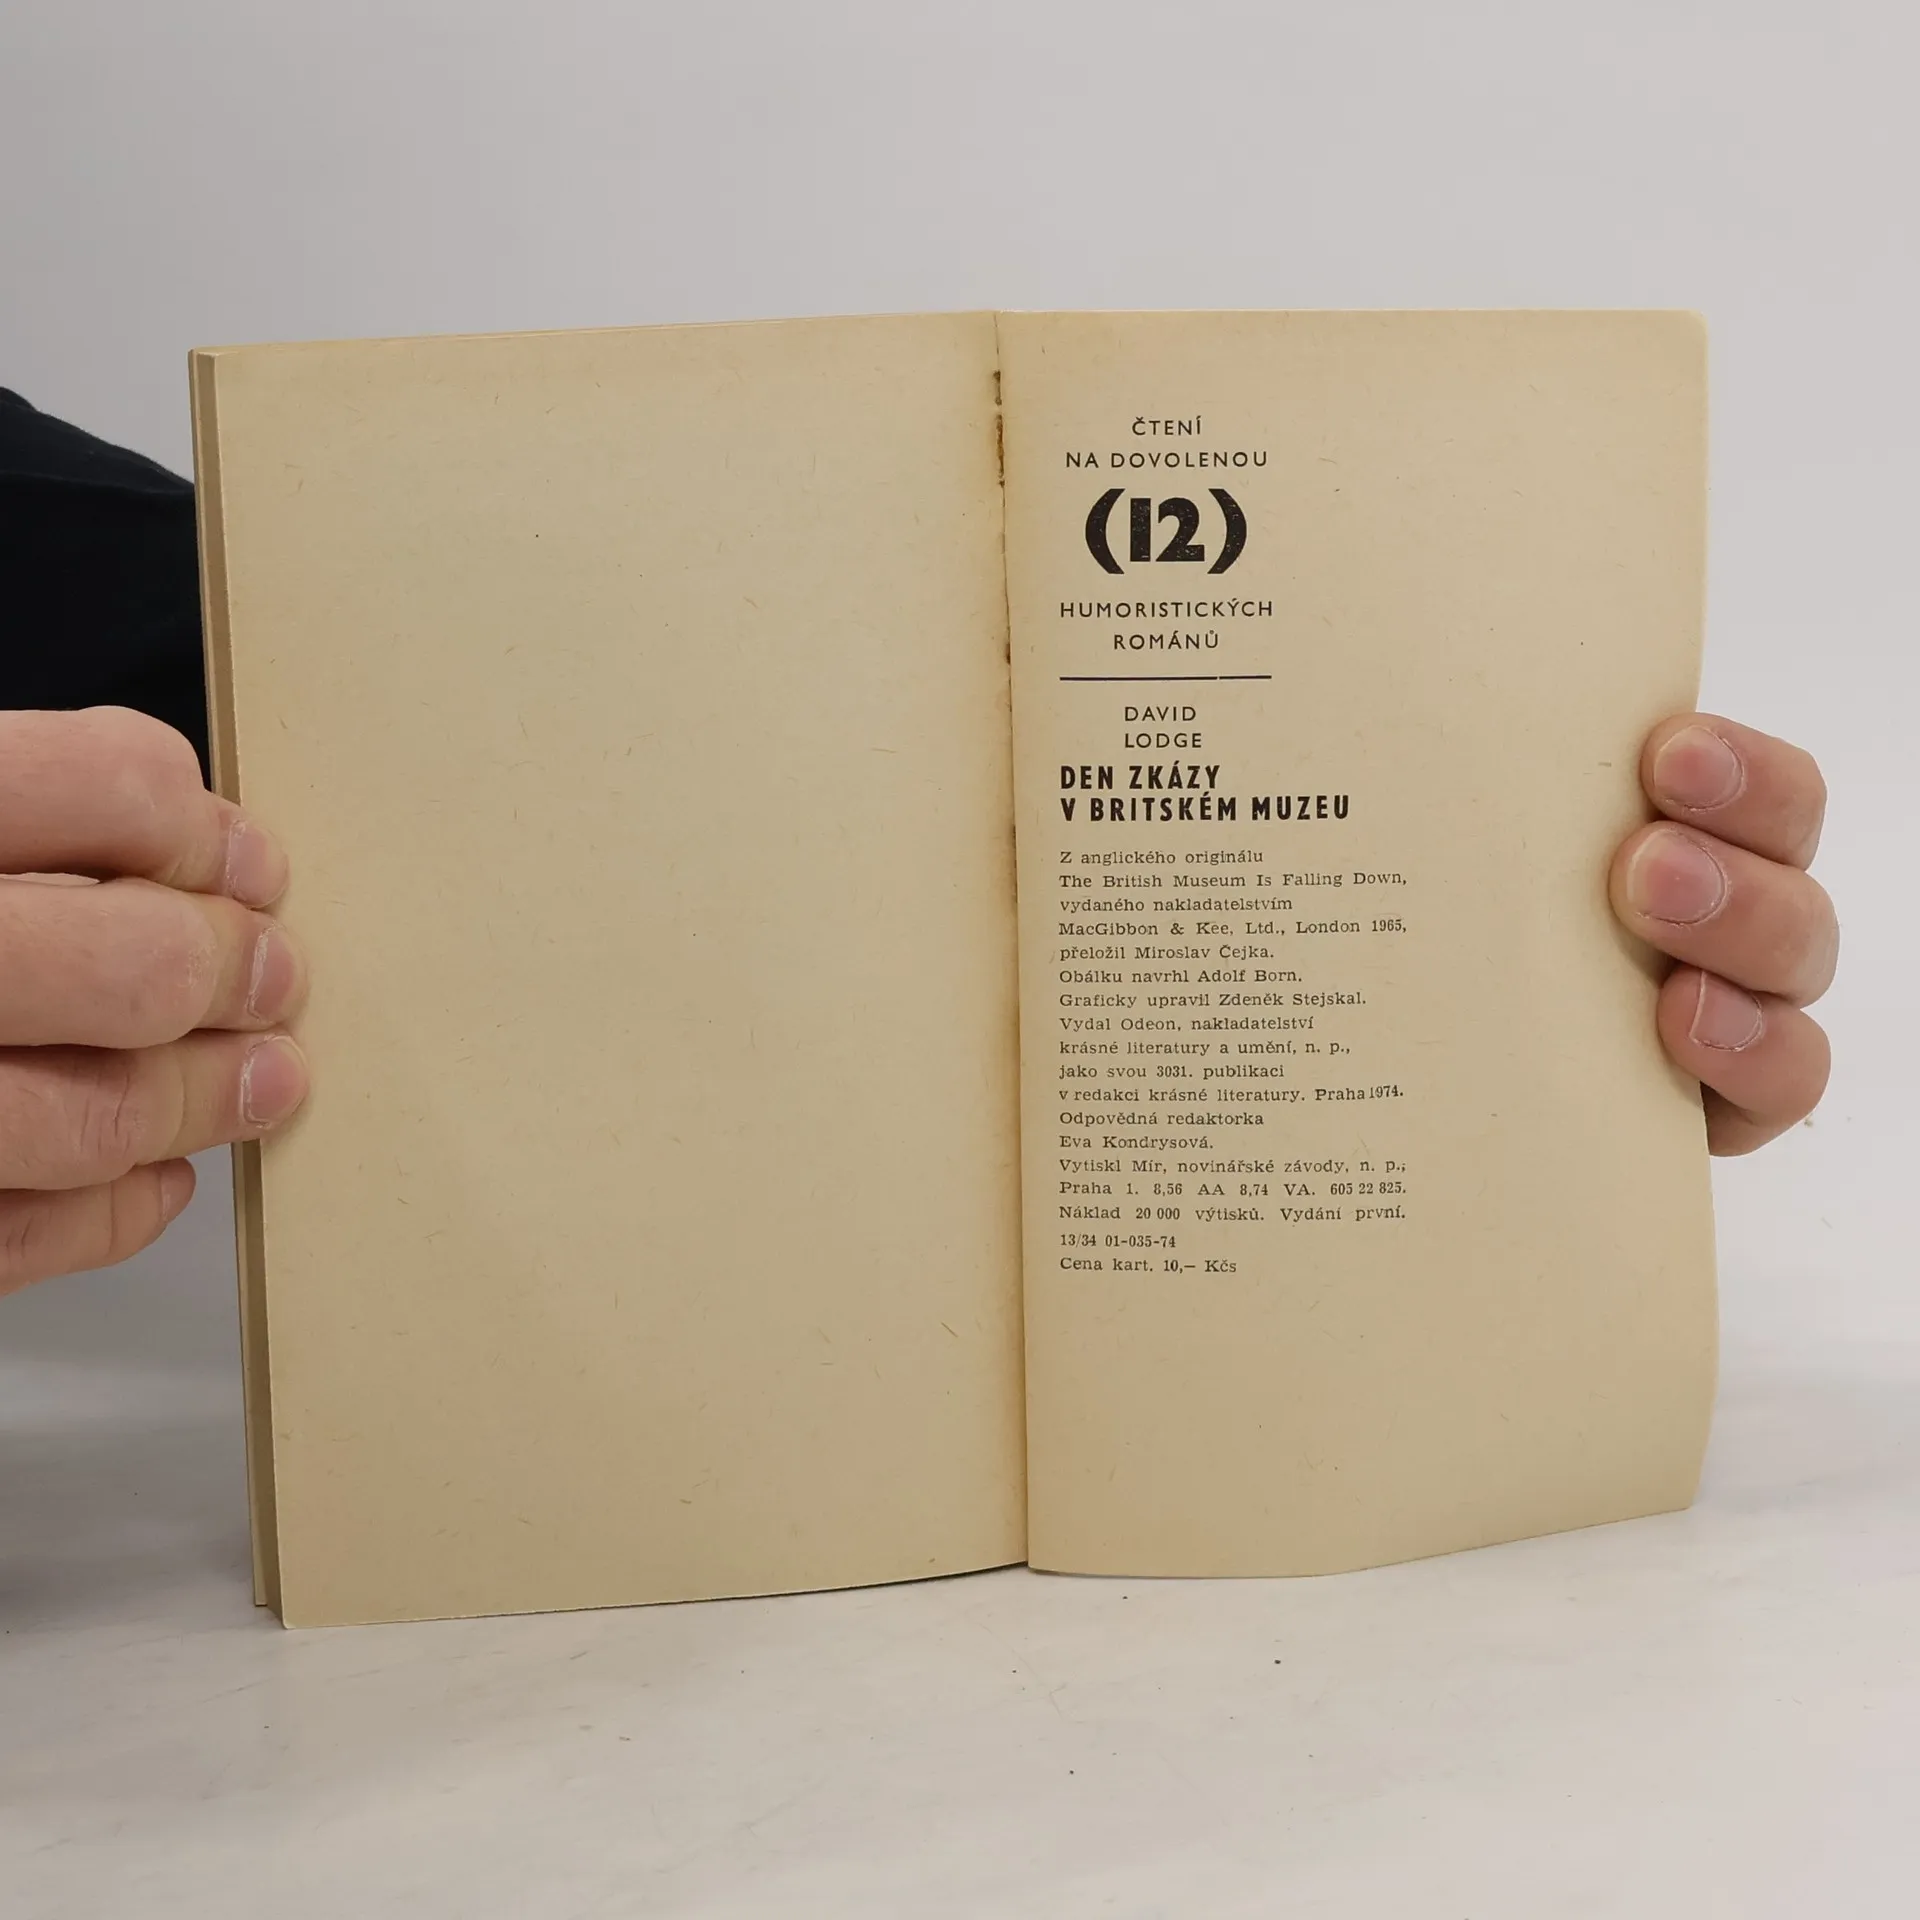 ČTENÍ
NA DOVOLENOU
(12)
HUMORISTICKÝCH
ROMÁNŮ
DAVID
LODGE
DEN ZKÁZY
V BRITSKÉM MUZEU
Z anglického originálu
The British Museum Is Falling Down,
vydaného nakladatelstvím
MacGibbon & Kee, Ltd., London 1965,
přeložil Miroslav Čejka.
Obálku navrhl Adolf Born.
Graficky upravil Zdeněk Stejskal.
Vydal Odeon, nakladatelství
krásné literatury a umění, n. p.,
jako svou 3031. publikaci
v redakci krásné literatury. Praha 1974.
Odpovědná redaktorka
Eva Kondrysová.
Vytiskl Mír, novinářské závody, n. p.,
Praha 1. 8,56 AA 8,74 VA. 605 22 825.
Náklad 20 000 výtisků. Vydání první.
13/34 01-035-74
Cena kart. 10,— Kčs